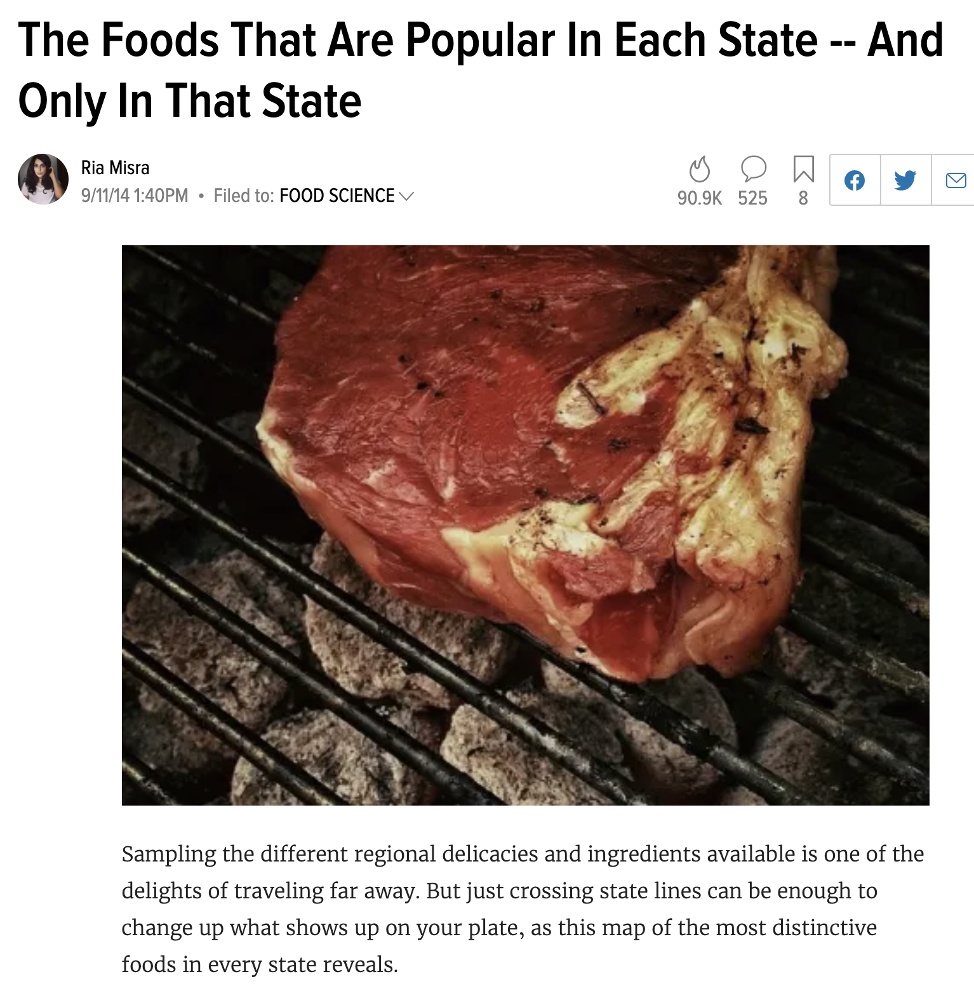 The Foods That Are Popular In Each State -- And
Only In That State
Ria Misra
9/11/14 1:40PM • Filed to: FOOD SCIENCE
90.9K 525 8
Sampling the different regional delicacies and ingredients available is one of the
delights of traveling far away. But just crossing state lines can be enough to
change up what shows up on your plate, as this map of the most distinctive
foods in every state reveals.